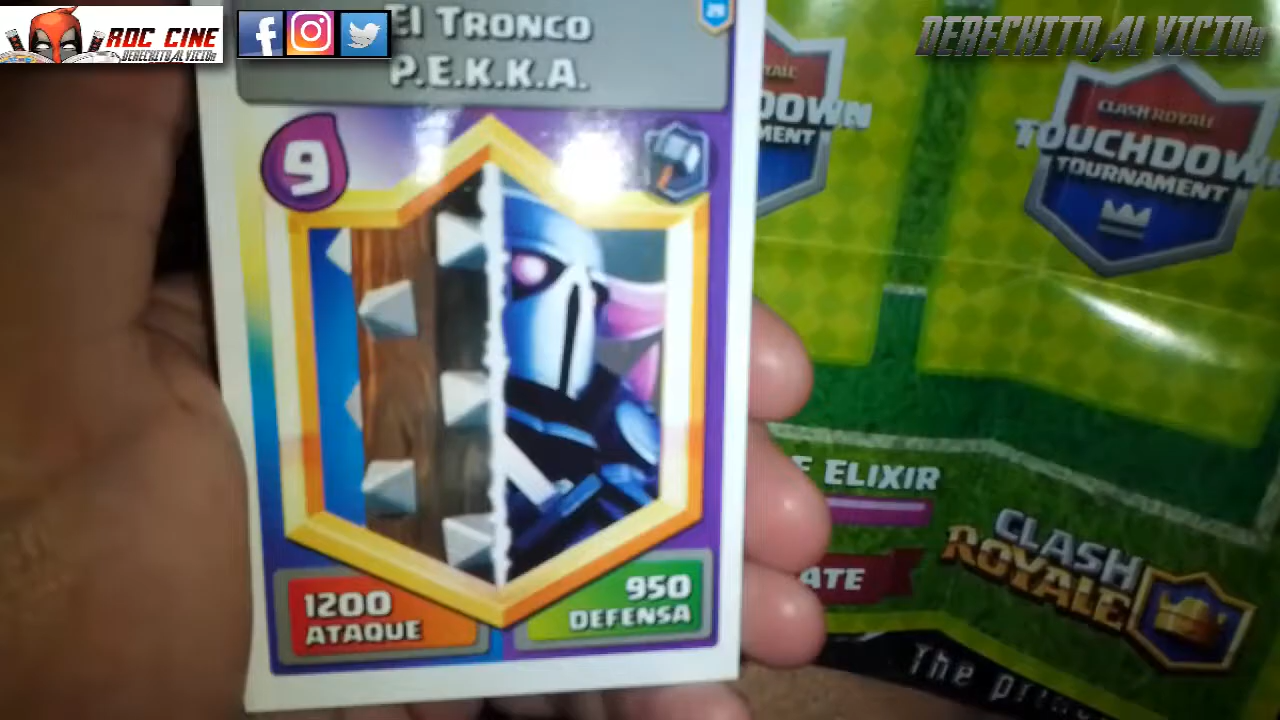 ROC CINE
DERECHITO AL VICIO!!
DERECHITO AL VICIO!!
El Tronco
P.E.K.K.A.
9
1200
ATAQUE
950
DEFENSA
DOWN
MENT
CLASH ROYALE
TOUCHDOWN
TOURNAMENT
E ELIXIR
CLASH
ROYALE
The